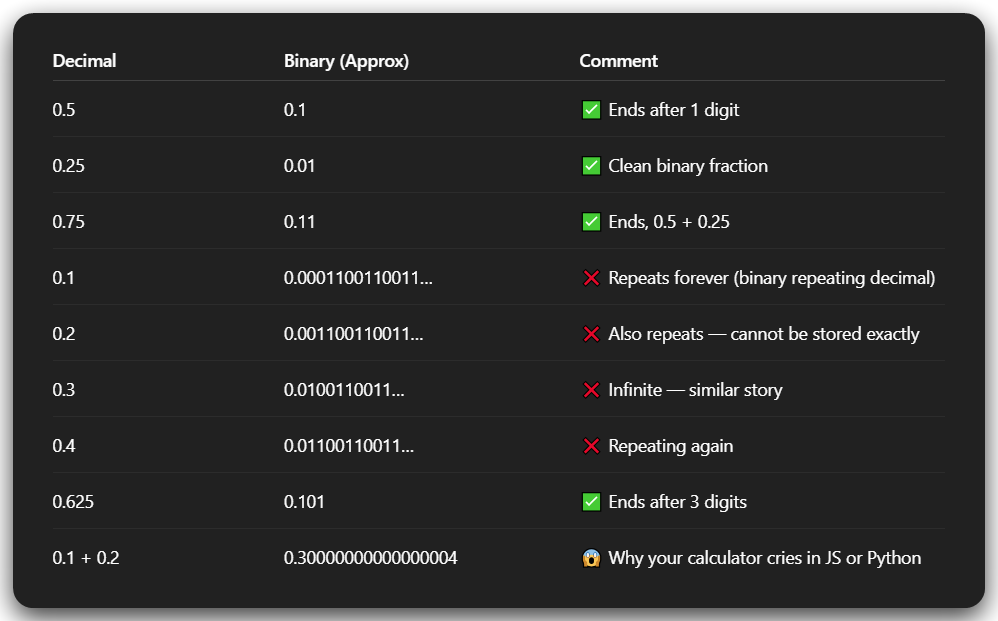 Decimal Binary (Approx) Comment
0.5 0.1 ✅ Ends after 1 digit
0.25 0.01 ✅ Clean binary fraction
0.75 0.11 ✅ Ends, 0.5 + 0.25
0.1 0.0001100110011... ❌ Repeats forever (binary repeating decimal)
0.2 0.001100110011... ❌ Also repeats — cannot be stored exactly
0.3 0.0100110011... ❌ Infinite — similar story
0.4 0.01100110011... ❌ Repeating again
0.625 0.101 ✅ Ends after 3 digits
0.1 + 0.2 0.30000000000000004 😱 Why your calculator cries in JS or Python